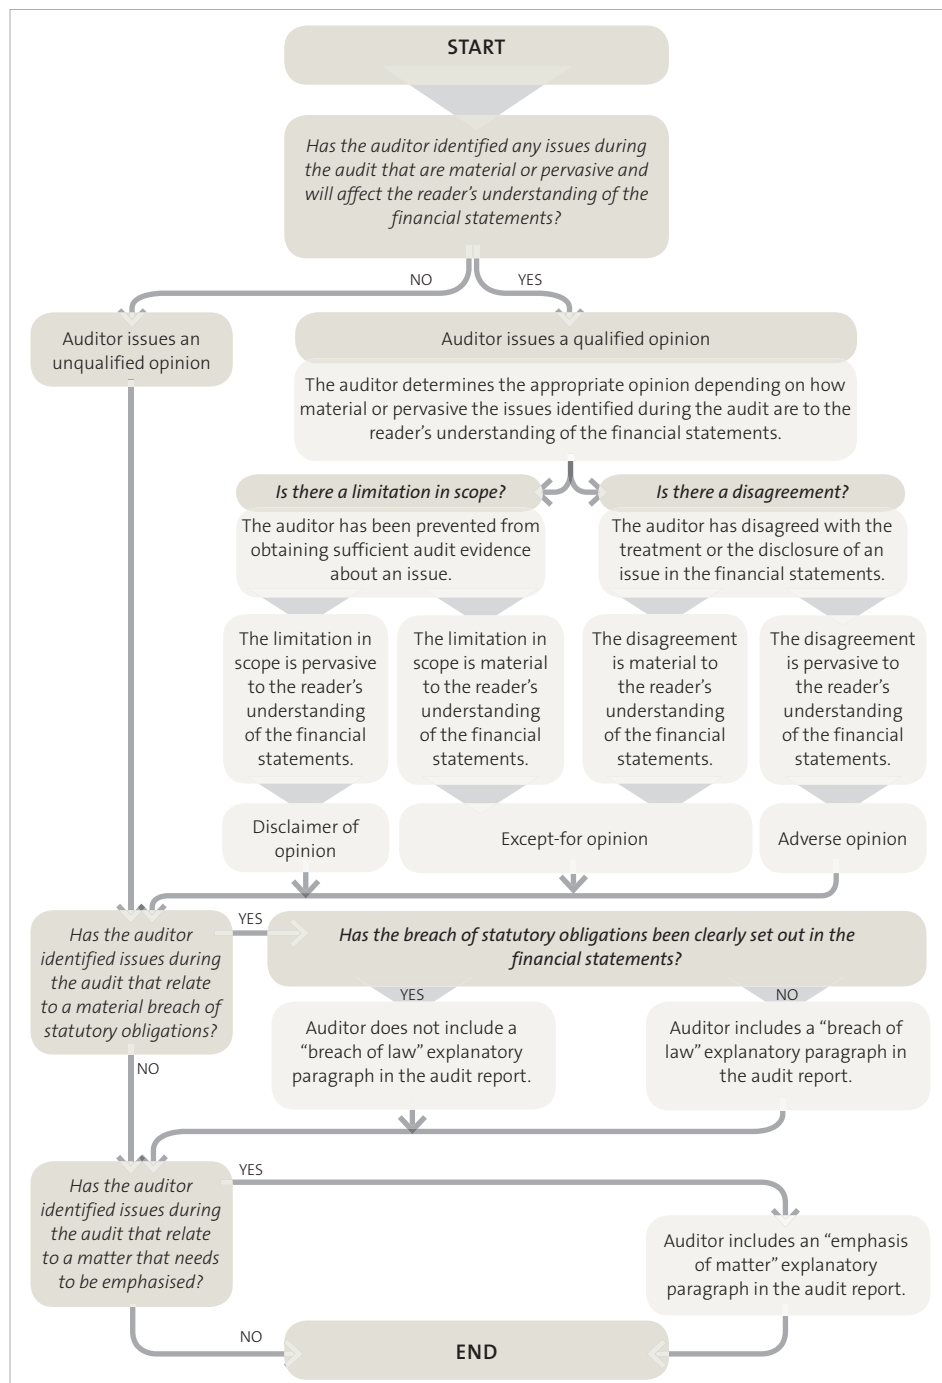 START
Has the auditor identified any issues during
the audit that are material or pervasive and
will affect the reader’s understanding of the
financial statements?
NO
YES
Auditor issues an
unqualified opinion
Auditor issues a qualified opinion
The auditor determines the appropriate opinion depending on how
material or pervasive the issues identified during the audit are to the
reader’s understanding of the financial statements.
Is there a limitation in scope?
The auditor has been prevented from
obtaining sufficient audit evidence
about an issue.
Is there a disagreement?
The auditor has disagreed with the
treatment or the disclosure of an
issue in the financial statements.
The limitation in
scope is pervasive
to the reader’s
understanding
of the financial
statements.
The limitation in
scope is material
to the reader’s
understanding
of the financial
statements.
The disagreement
is material to
the reader’s
understanding
of the financial
statements.
The disagreement
is pervasive to
the reader’s
understanding
of the financial
statements.
Disclaimer of
opinion
Except-for opinion
Adverse opinion
Has the auditor
identified issues during
the audit that relate
to a material breach of
statutory obligations?
YES
Has the breach of statutory obligations been clearly set out in the
financial statements?
YES
NO
Auditor does not include a
“breach of law” explanatory
paragraph in the audit report.
Auditor includes a “breach of
law” explanatory paragraph in
the audit report.
NO
Has the auditor
identified issues during
the audit that relate
to a matter that needs
to be emphasised?
YES
Auditor includes an “emphasis
of matter” explanatory
paragraph in the audit report.
NO
END